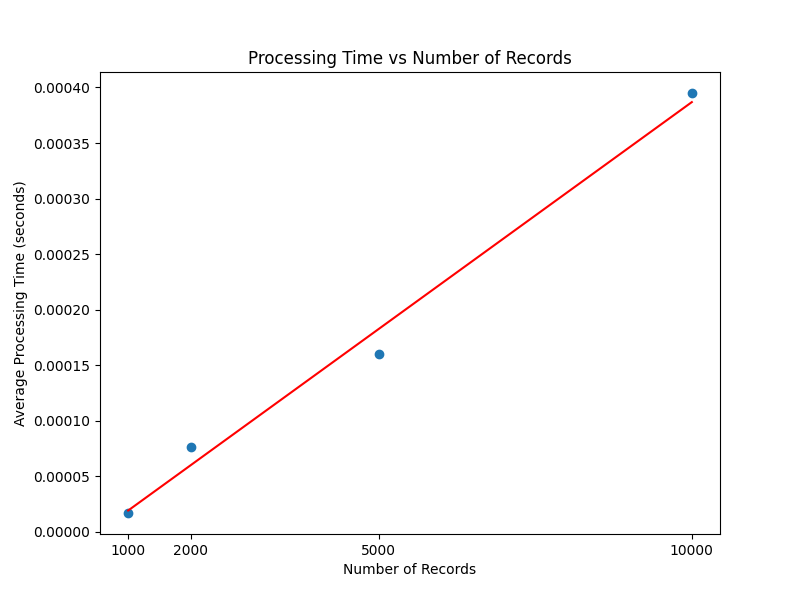 Processing Time vs Number of Records
Average Processing Time (seconds)
0.00040
0.00035
0.00030
0.00025
0.00020
0.00015
0.00010
0.00005
0.00000
1000 2000 5000 10000
Number of Records